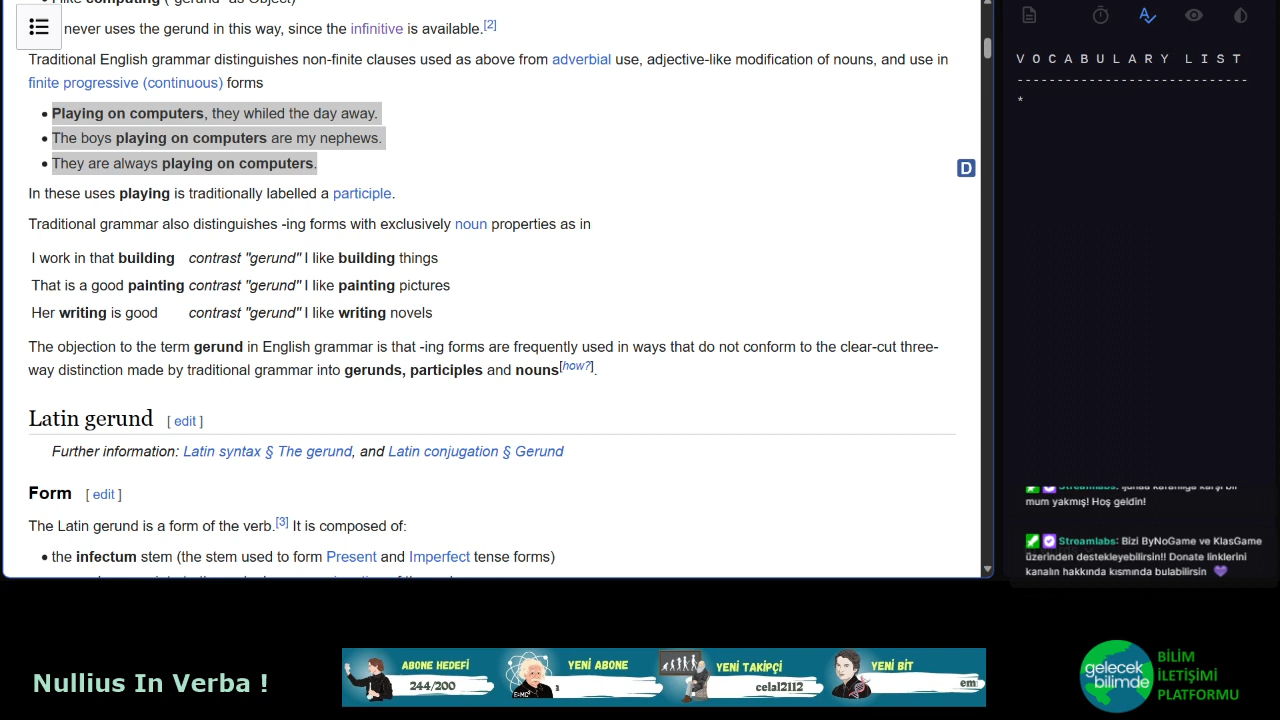 computing
never uses the gerund in this way, since the infinitive is available.[2]
Traditional English grammar distinguishes non-finite clauses used as above from adverbial use, adjective-like modification of nouns, and use in
finite progressive (continuous) forms
• Playing on computers, they whiled the day away.
• The boys playing on computers are my nephews.
• They are always playing on computers.
In these uses playing is traditionally labelled a participle.
Traditional grammar also distinguishes -ing forms with exclusively noun properties as in
I work in that building contrast "gerund" I like building things
That is a good painting contrast "gerund" I like painting pictures
Her writing is good contrast "gerund" I like writing novels
The objection to the term gerund in English grammar is that -ing forms are frequently used in ways that do not conform to the clear-cut three-
way distinction made by traditional grammar into gerunds, participles and nouns[how?].
Latin gerund [ edit ]
Further information: Latin syntax § The gerund, and Latin conjugation § Gerund
Form [ edit ]
The Latin gerund is a form of the verb.[3] It is composed of:
• the infectum stem (the stem used to form Present and Imperfect tense forms)
D
VOCABULARY LIST
----------------------------
*
Streamlabs:
mum yakmış! Hoş geldin!
Streamlabs: Bizi ByNoGame ve KlasGame
üzerinden destekleyebilirsin!! Donate linklerini
kanalın hakkında kısmında bulabilirsin
Nullius In Verba !
ABONE HEDEFİ
244/200
E=MC²
YENİ ABONE
YENİ TAKİPÇİ
celal2112
YENİ BİT
em
gelecek
bilimde
BİLİM
İLETİŞİMİ
PLATFORMU